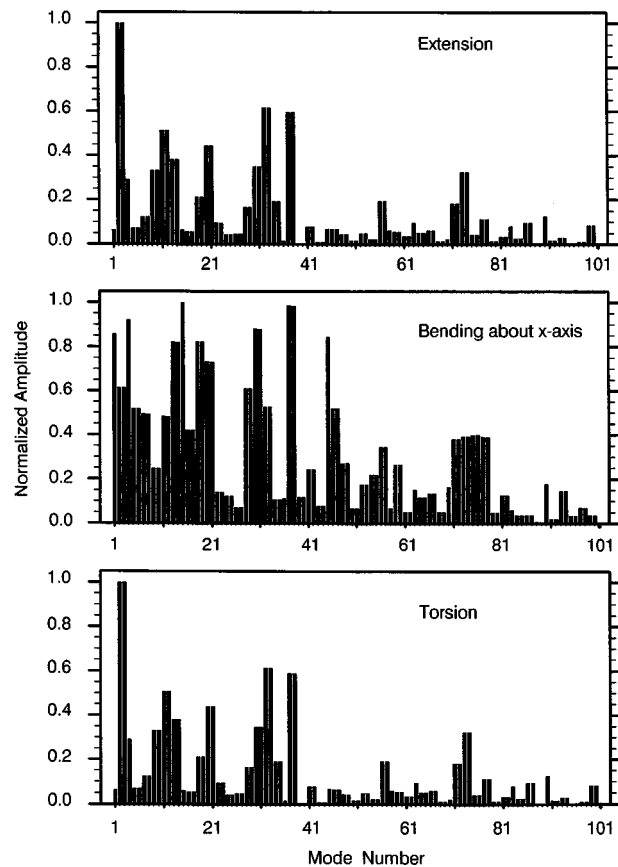 1.0
Extension
0.8
0.6
0.4
0.2
0.0
1 21 41 61 81 101
1.0
Bending about x-axis
0.8
0.6
0.4
0.2
0.0
1 21 41 61 81 101
Normalized Amplitude
1.0
Torsion
0.8
0.6
0.4
0.2
0.0
1 21 41 61 81 101
Mode Number